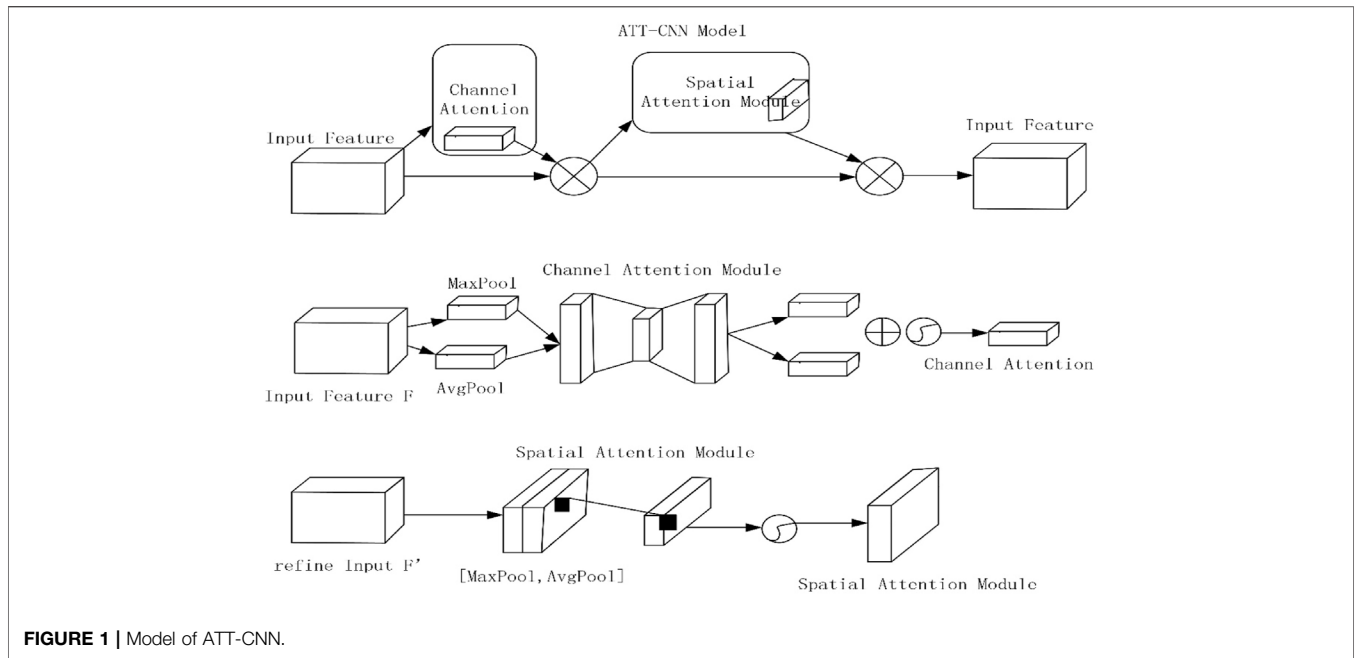 ATT-CNN Model
Channel
Attention
Spatial
Attention Module
Input Feature
Input Feature
Channel Attention Module
MaxPool
AvgPool
Input Feature F
Channel Attention
Spatial Attention Module
refine Input F'
[MaxPool,AvgPool]
Spatial Attention Module
FIGURE 1 | Model of ATT-CNN.